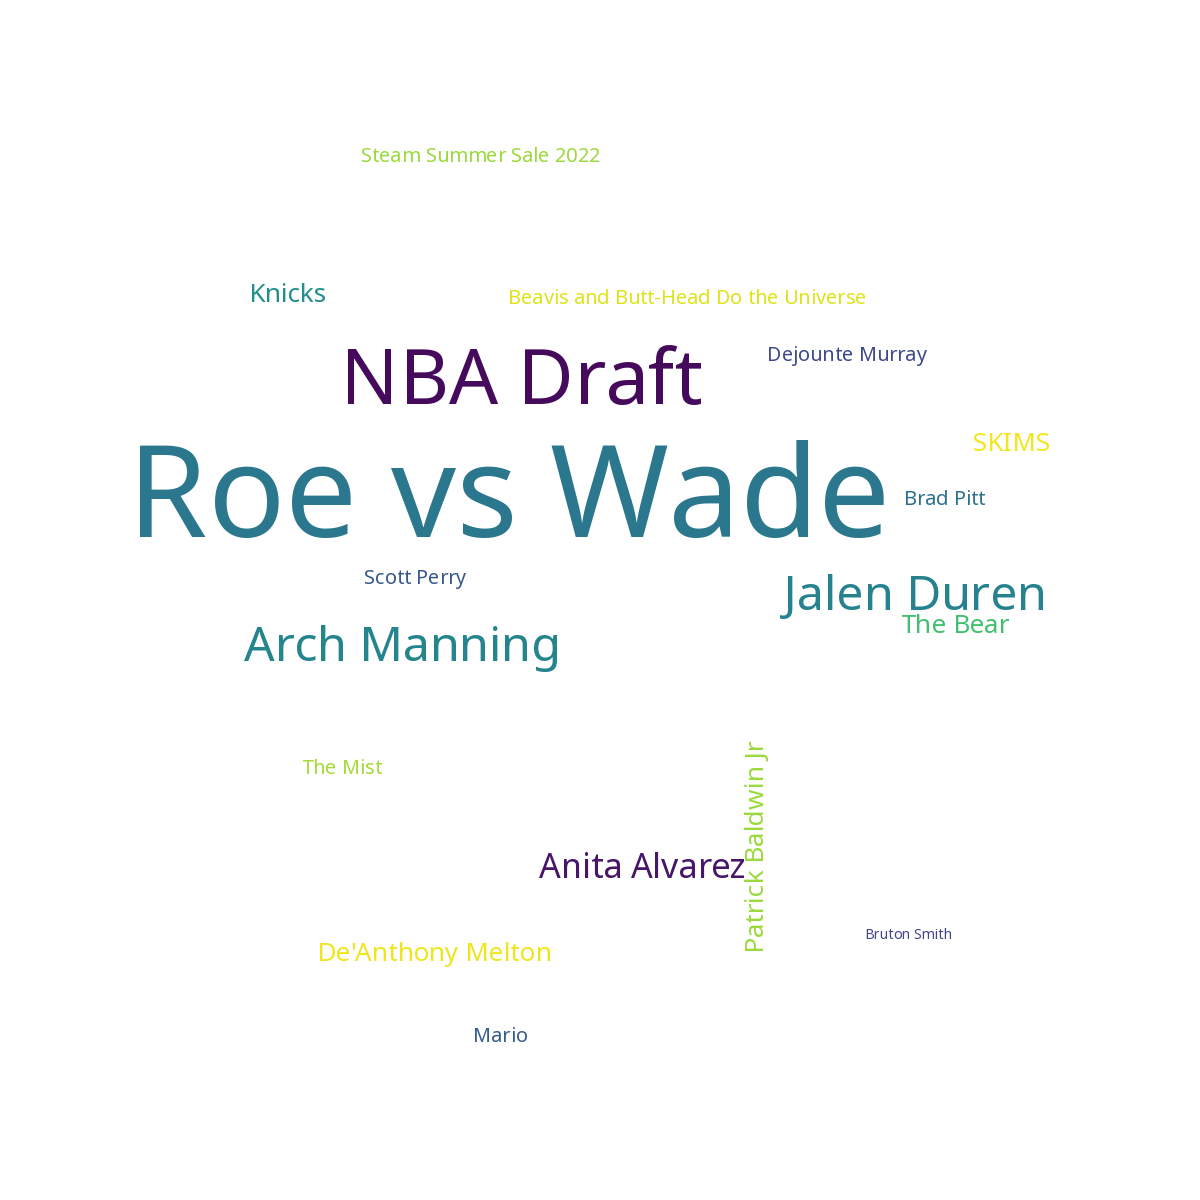 Steam Summer Sale 2022
Knicks
Beavis and Butt-Head Do the Universe
NBA Draft
Dejounte Murray
Roe vs Wade
SKIMS
Brad Pitt
Scott Perry
Jalen Duren
The Bear
Arch Manning
The Mist
Patrick Baldwin Jr
Anita Alvarez
Bruton Smith
De'Anthony Melton
Mario